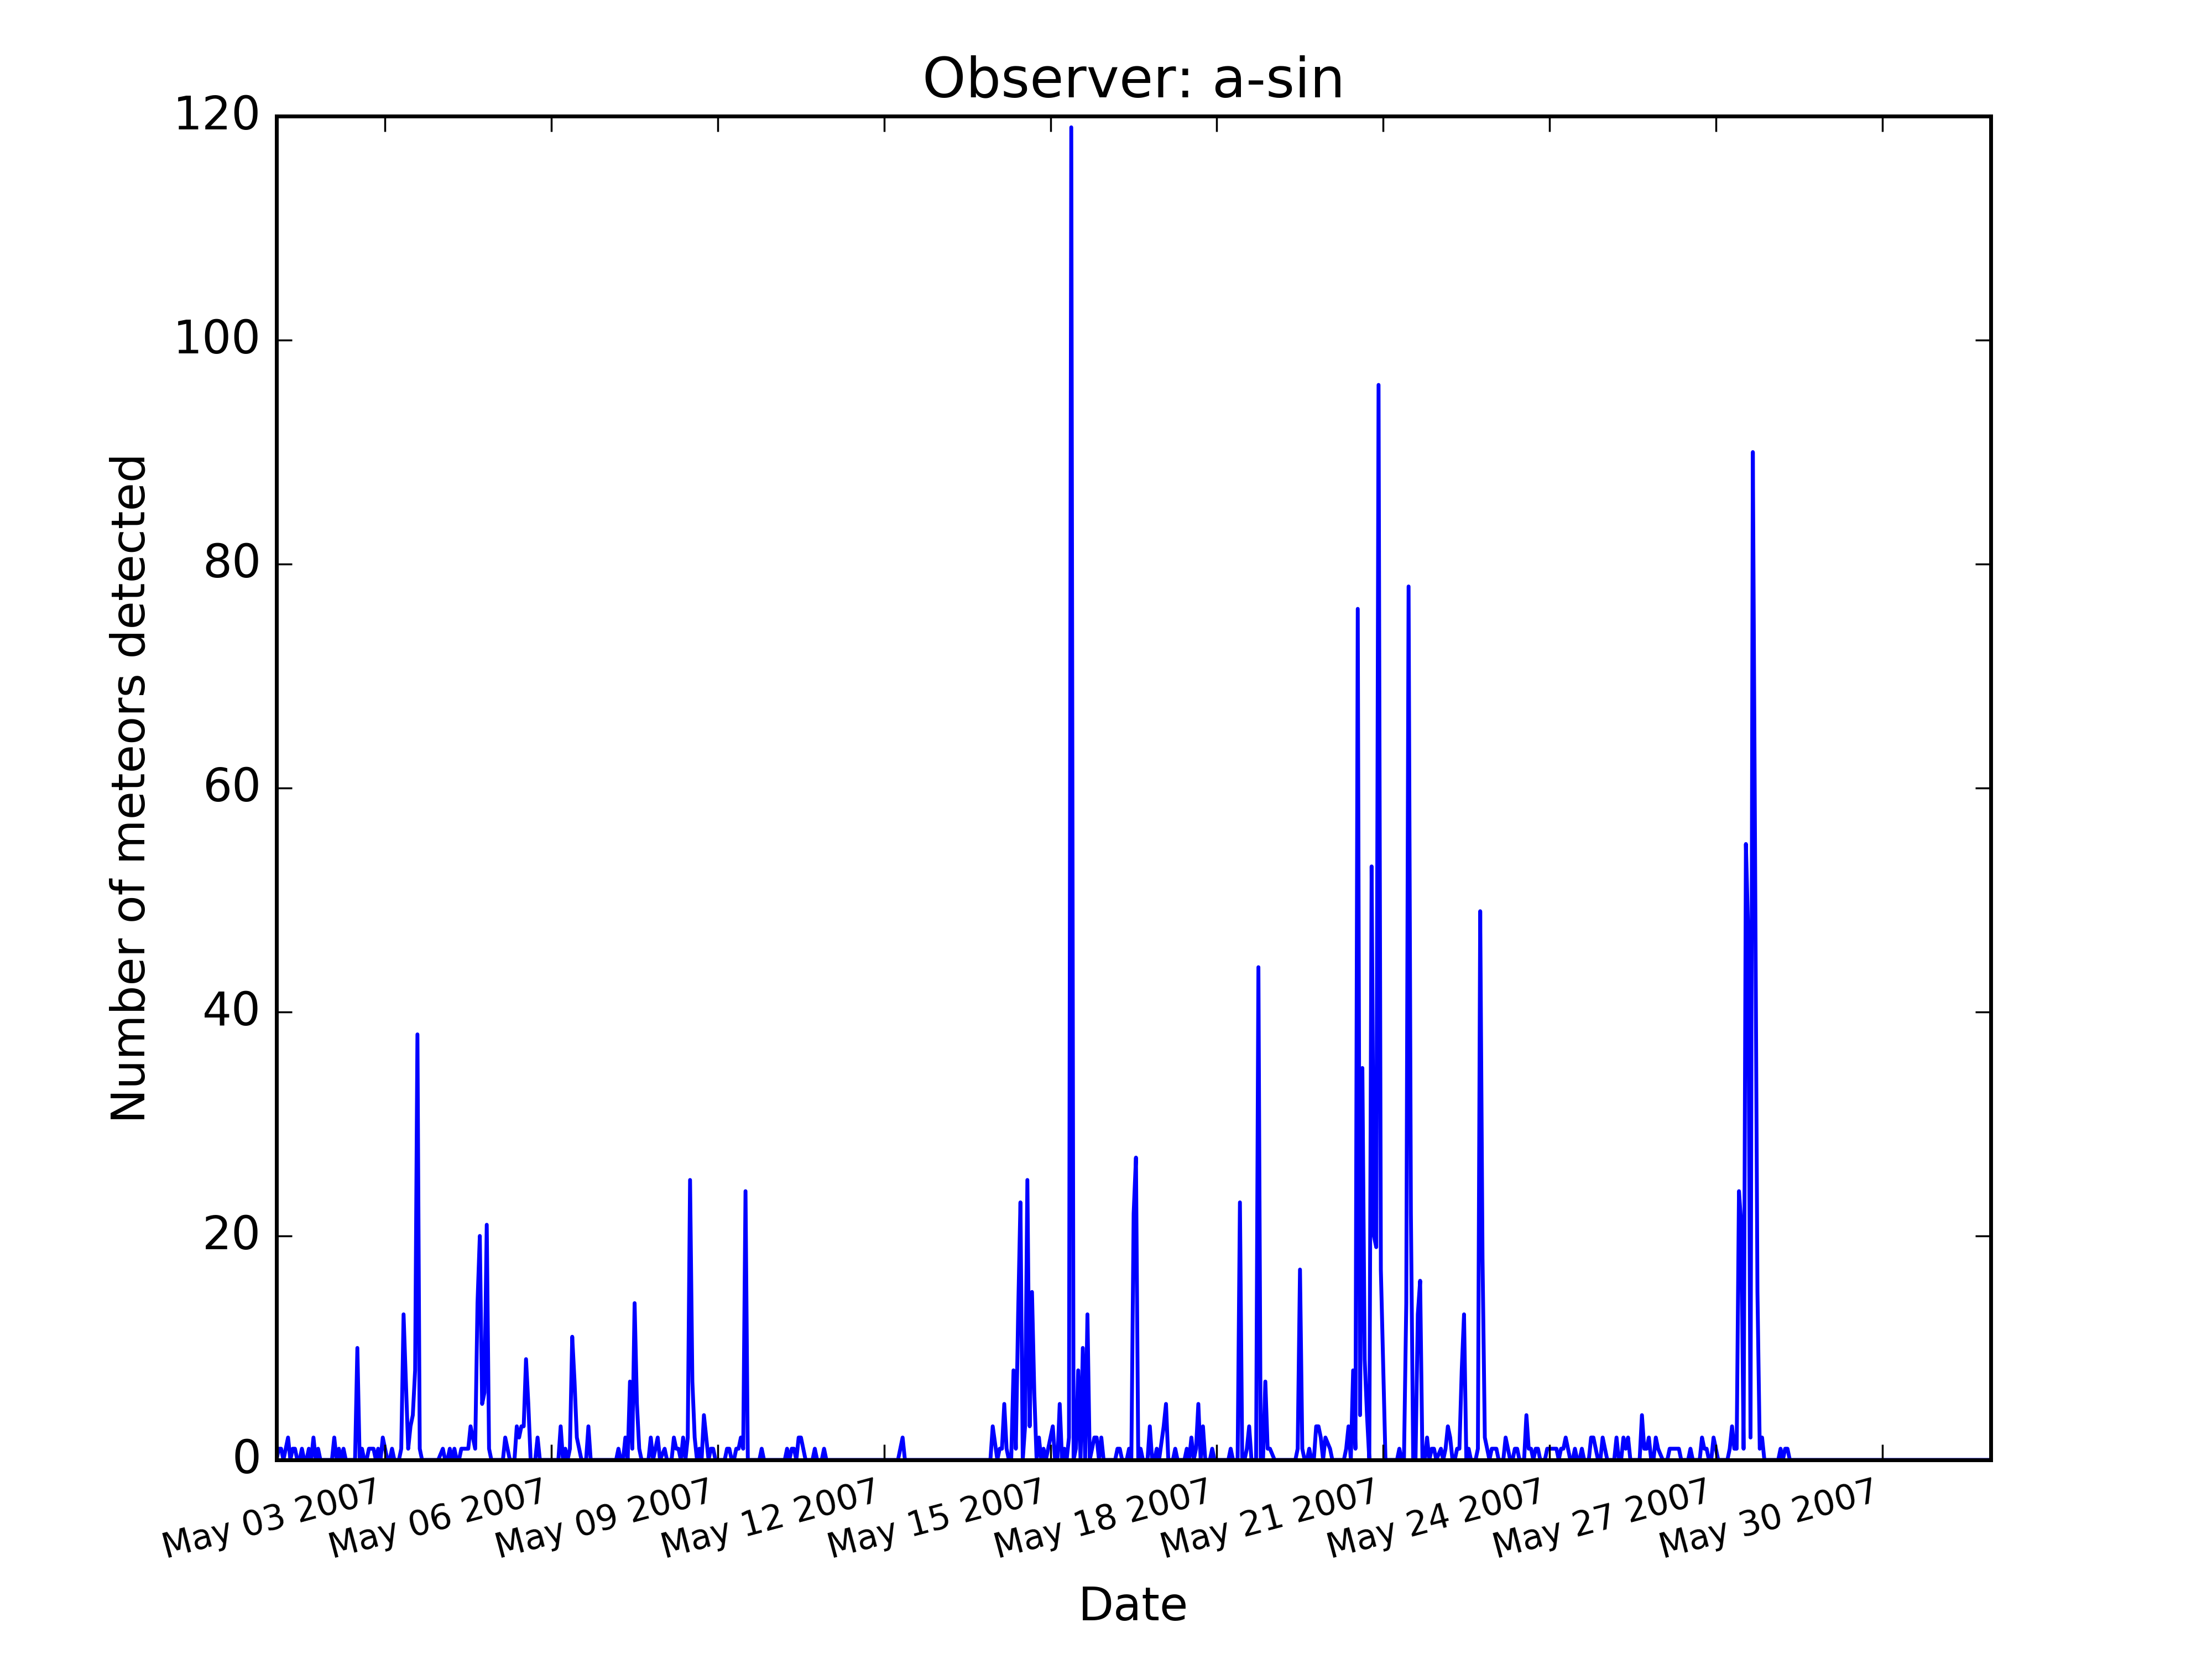 Observer: a-sin
120
100
80
60
40
20
0
Number of meteors detected
May 03 2007
May 06 2007
May 09 2007
May 12 2007
May 15 2007
May 18 2007
May 21 2007
May 24 2007
May 27 2007
May 30 2007
Date